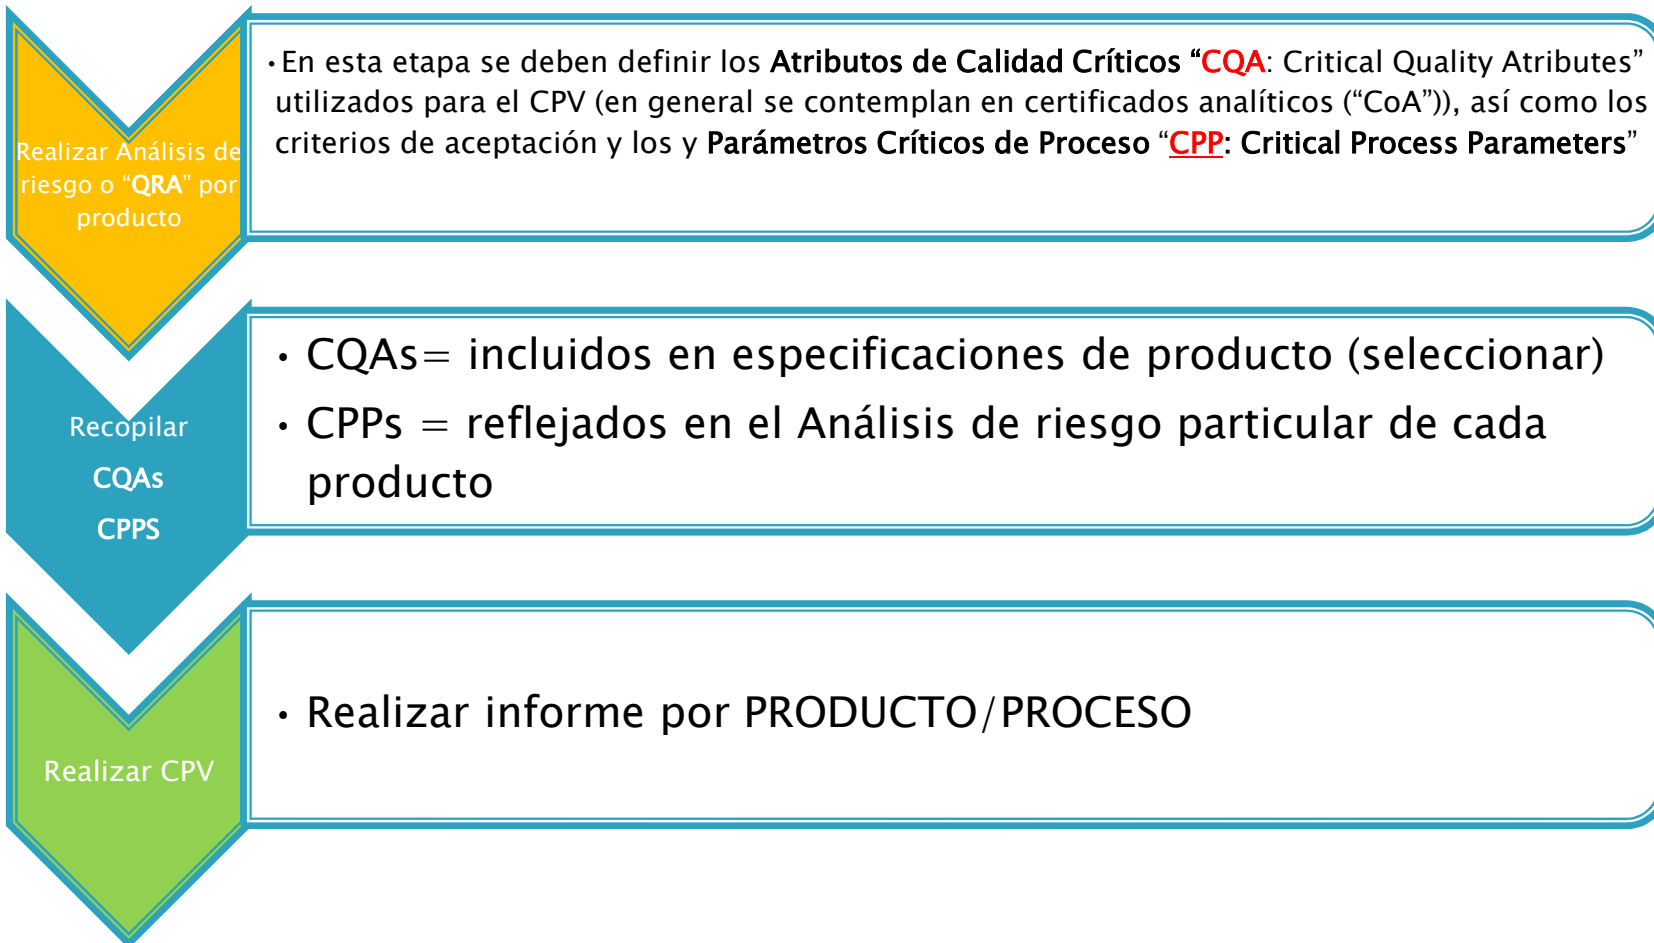 Realizar Análisis de
riesgo o “QRA” por
producto
•En esta etapa se deben definir los Atributos de Calidad Críticos “CQA: Critical Quality Atributes”
utilizados para el CPV (en general se contemplan en certificados analíticos (“CoA”)), así como los
criterios de aceptación y los y Parámetros Críticos de Proceso “CPP: Critical Process Parameters”
Recopilar
CQAs
CPPS
• CQAs= incluidos en especificaciones de producto (seleccionar)
• CPPs = reflejados en el Análisis de riesgo particular de cada
producto
Realizar CPV
• Realizar informe por PRODUCTO/PROCESO